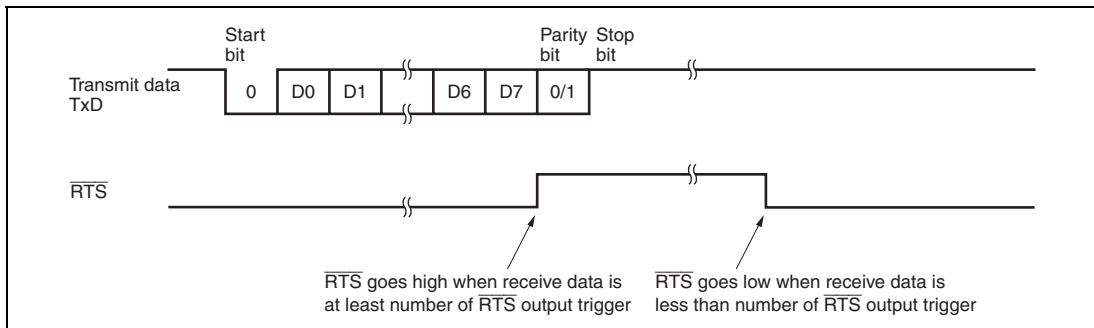 Start bit
Parity bit
Stop bit
Transmit data
TxD
0 D0 D1 D6 D7 0/1
RTS
RTS goes high when receive data is
at least number of RTS output trigger
RTS goes low when receive data is
less than number of RTS output trigger